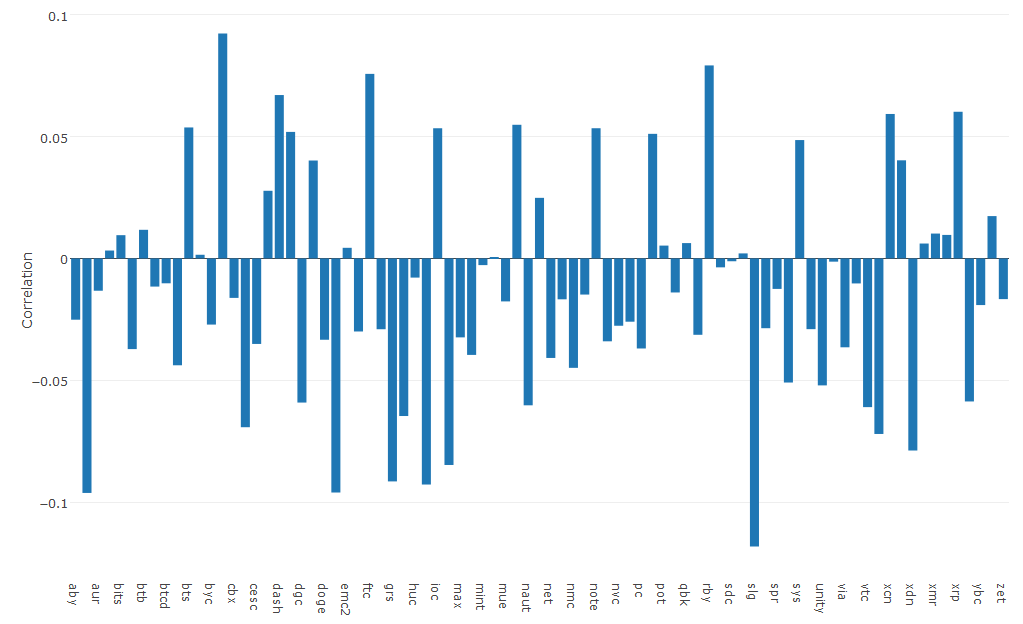 0.1
0.05
0
−0.05
−0.1
Correlation
aby
aur
bits
btb
btcd
bts
byc
cbx
cesc
dash
dgc
doge
emc2
ftc
grs
huc
ioc
max
mint
mue
naut
net
nmc
note
nvc
pc
pot
qbk
rby
sdc
slg
spr
sys
unity
via
vtc
xcn
xdn
xmr
xrp
ybc
zet